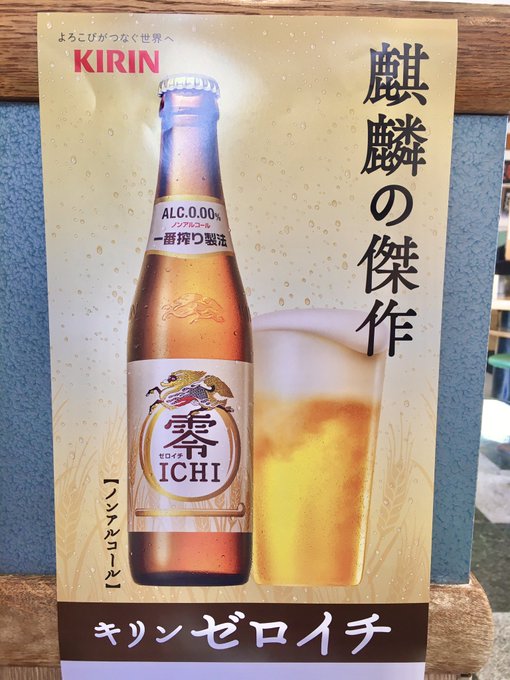 よろこびがつなぐ世界へ
KIRIN
麒麟の傑作
ALC.0.00%
ノンアルコール
一番搾り製法
零
ゼロイチ
ICHI
【ノンアルコール】
キリン ゼロイチ